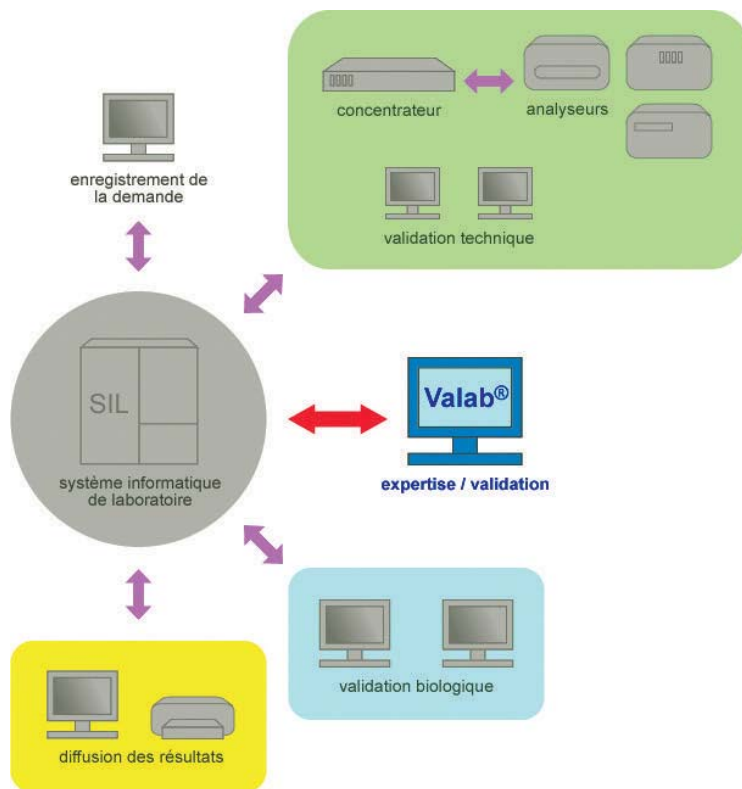 concentrateur
analyseurs
enregistrement de
la demande
validation technique
SIL
système informatique
de laboratoire
Valab®
expertise / validation
validation biologique
diffusion des résultats